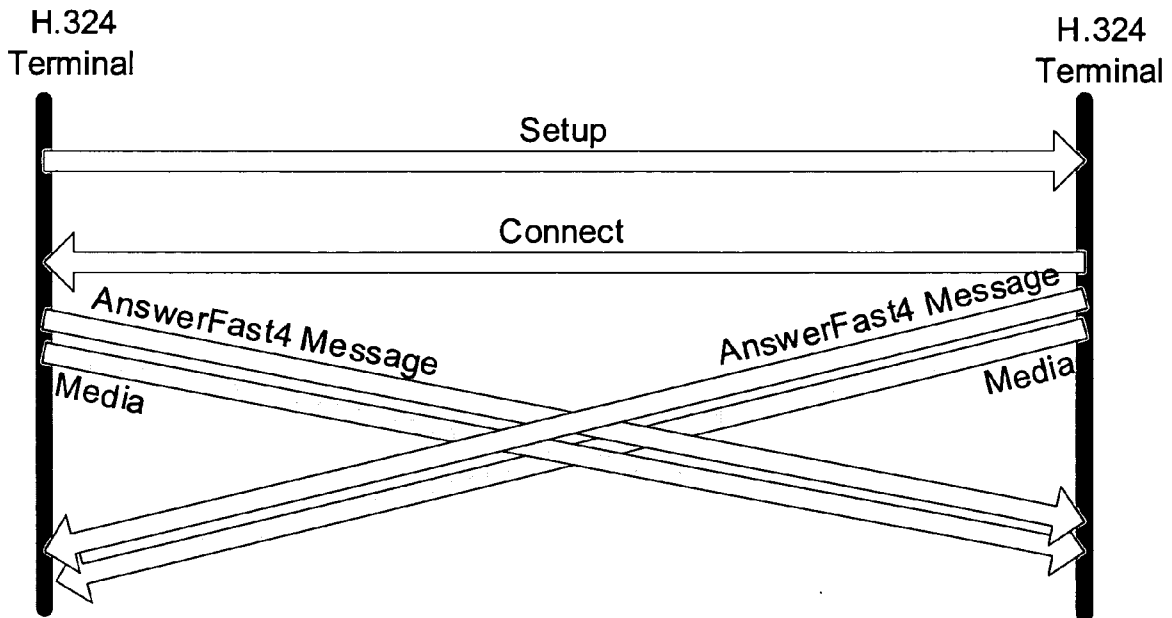 H.324
Terminal
H.324
Terminal
Setup
Connect
AnswerFast4 Message
AnswerFast4 Message
Media
Media